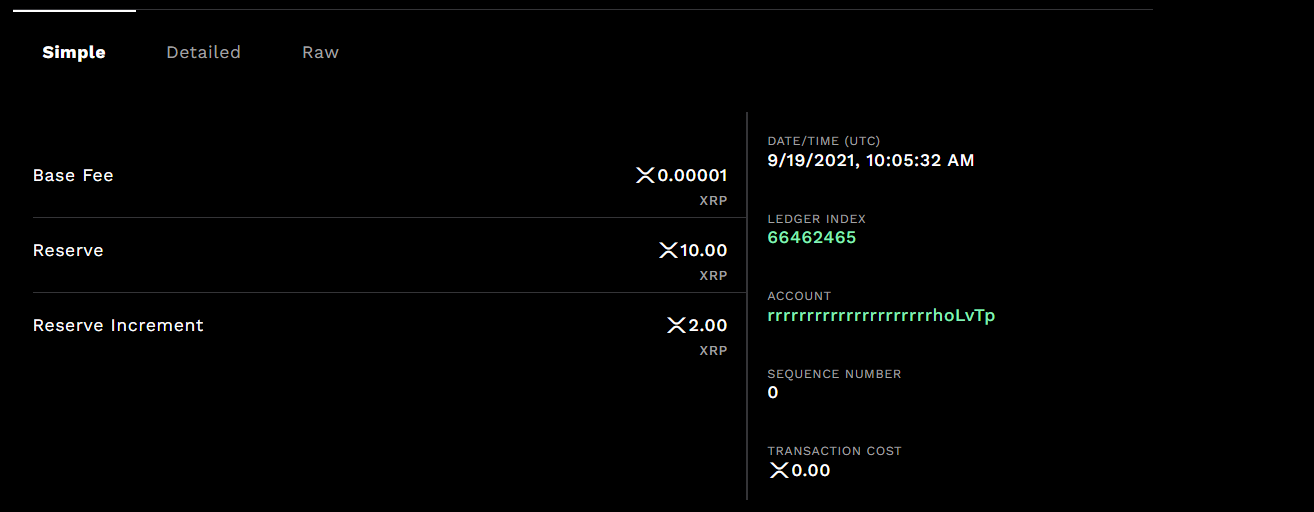 Simple Detailed Raw
Base Fee
0.00001
XRP
Reserve
10.00
XRP
Reserve Increment
2.00
XRP
DATE/TIME (UTC)
9/19/2021, 10:05:32 AM
LEDGER INDEX
66462465
ACCOUNT
rrrrrrrrrrrrrrrrrrrrrhoLvTp
SEQUENCE NUMBER
0
TRANSACTION COST
0.00